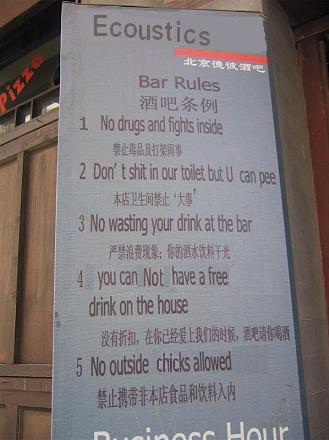 Pizza
Ecoustics
北京德彼酒吧
Bar Rules
酒吧条例
1 No drugs and fights inside
禁止毒品及打架闹事
2 Don't shit in our toilet but U can pee
本店卫生间禁止‘大事’
3 No wasting your drink at the bar
严禁浪费现象：你的酒水饮料干光
4 you can Not have a free
drink on the house
没有折扣，在你已经爱上我们的时候，酒吧请你喝酒
5 No outside chicks allowed
禁止携带非本店食品和饮料入内
Business Hour